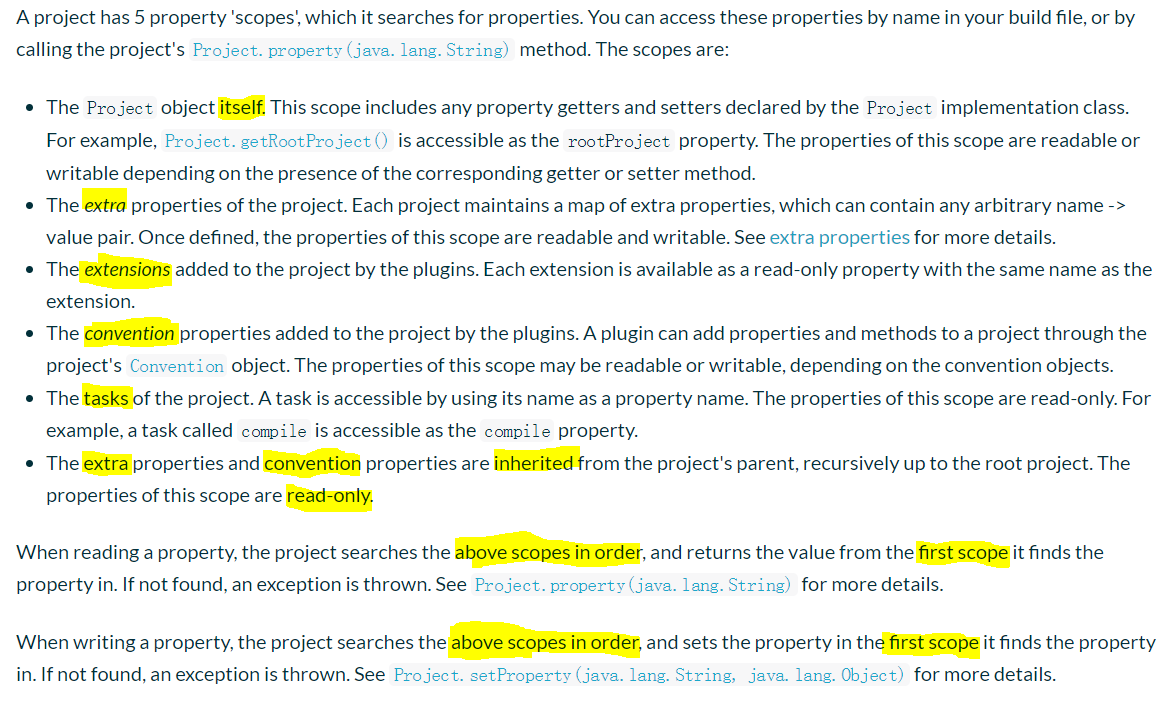 A project has 5 property 'scopes', which it searches for properties. You can access these properties by name in your build file, or by
calling the project's Project.property(java.lang.String) method. The scopes are:
• The Project object itself. This scope includes any property getters and setters declared by the Project implementation class.
For example, Project.getRootProject() is accessible as the rootProject property. The properties of this scope are readable or
writable depending on the presence of the corresponding getter or setter method.
• The extra properties of the project. Each project maintains a map of extra properties, which can contain any arbitrary name ->
value pair. Once defined, the properties of this scope are readable and writable. See extra properties for more details.
• The extensions added to the project by the plugins. Each extension is available as a read-only property with the same name as the
extension.
• The convention properties added to the project by the plugins. A plugin can add properties and methods to a project through the
project's Convention object. The properties of this scope may be readable or writable, depending on the convention objects.
• The tasks of the project. A task is accessible by using its name as a property name. The properties of this scope are read-only. For
example, a task called compile is accessible as the compile property.
• The extra properties and convention properties are inherited from the project's parent, recursively up to the root project. The
properties of this scope are read-only.
When reading a property, the project searches the above scopes in order, and returns the value from the first scope it finds the
property in. If not found, an exception is thrown. See Project.property(java.lang.String) for more details.
When writing a property, the project searches the above scopes in order, and sets the property in the first scope it finds the property
in. If not found, an exception is thrown. See Project.setProperty(java.lang.String, java.lang.Object) for more details.